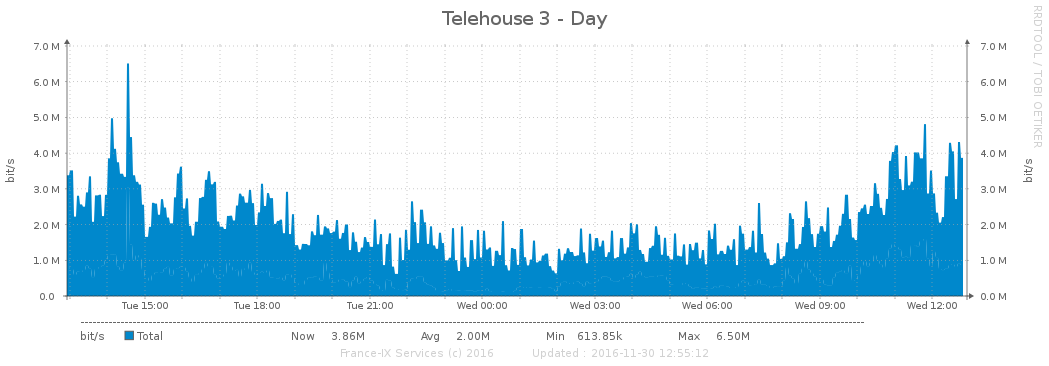 Telehouse 3 - Day
RRDTOOL / TOBI OETIKER
bit/s
7.0 M 7.0 M
6.0 M 6.0 M
5.0 M 5.0 M
4.0 M 4.0 M
3.0 M 3.0 M
2.0 M 2.0 M
1.0 M 1.0 M
0.0 0.0 M
bit/s
Tue 15:00 Tue 18:00 Tue 21:00 Wed 00:00 Wed 03:00 Wed 06:00 Wed 09:00 Wed 12:00
bit/s Total Now 3.86M Avg 2.00M Min 613.85k Max 6.50M
France-IX Services (c) 2016 Updated : 2016-11-30 12:55:12